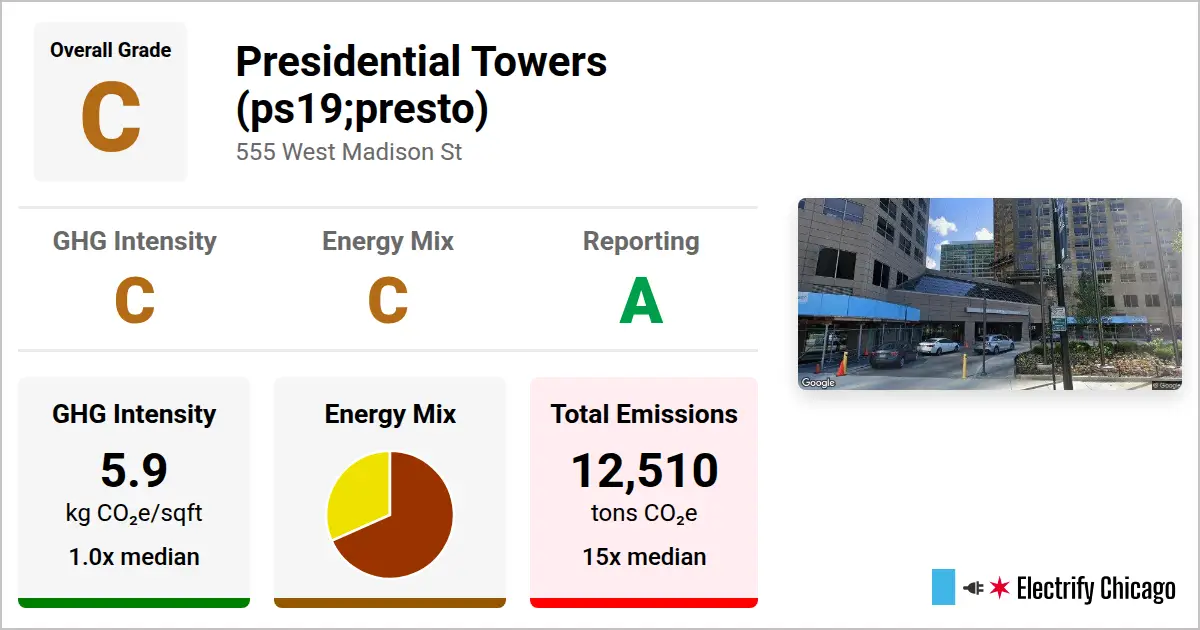 Overall Grade
C
Presidential Towers
(ps19;presto)
555 West Madison St
GHG Intensity
C
Energy Mix
C
Reporting
A
GHG Intensity
5.9
kg CO₂e/sqft
1.0x median
Energy Mix
Total Emissions
12,510
tons CO₂e
15x median
Google
© Google
Electrify Chicago